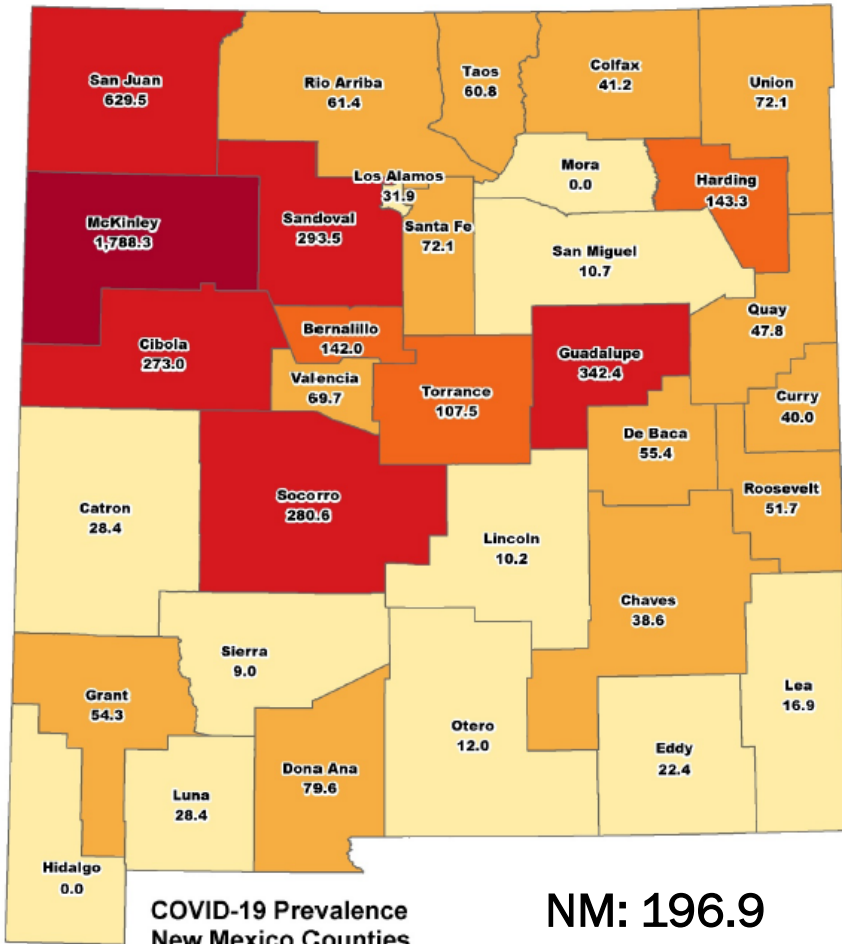 San Juan
629.5
Rio Arriba
61.4
Taos
60.8
Colfax
41.2
Union
72.1
Los Alamos
31.9
Mora
0.0
Harding
143.3
McKinley
1,788.3
Sandoval
293.5
Santa Fe
72.1
San Miguel
10.7
Quay
47.8
Cibola
273.0
Bernalillo
142.0
Valencia
69.7
Torrance
107.5
Guadalupe
342.4
Curry
40.0
De Baca
55.4
Roosevelt
51.7
Catron
28.4
Socorro
280.6
Lincoln
10.2
Chaves
38.6
Sierra
9.0
Grant
54.3
Lea
16.9
Otero
12.0
Eddy
22.4
Dona Ana
79.6
Luna
28.4
Hidalgo
0.0
COVID-19 Prevalence
New Mexico Counties
NM: 196.9